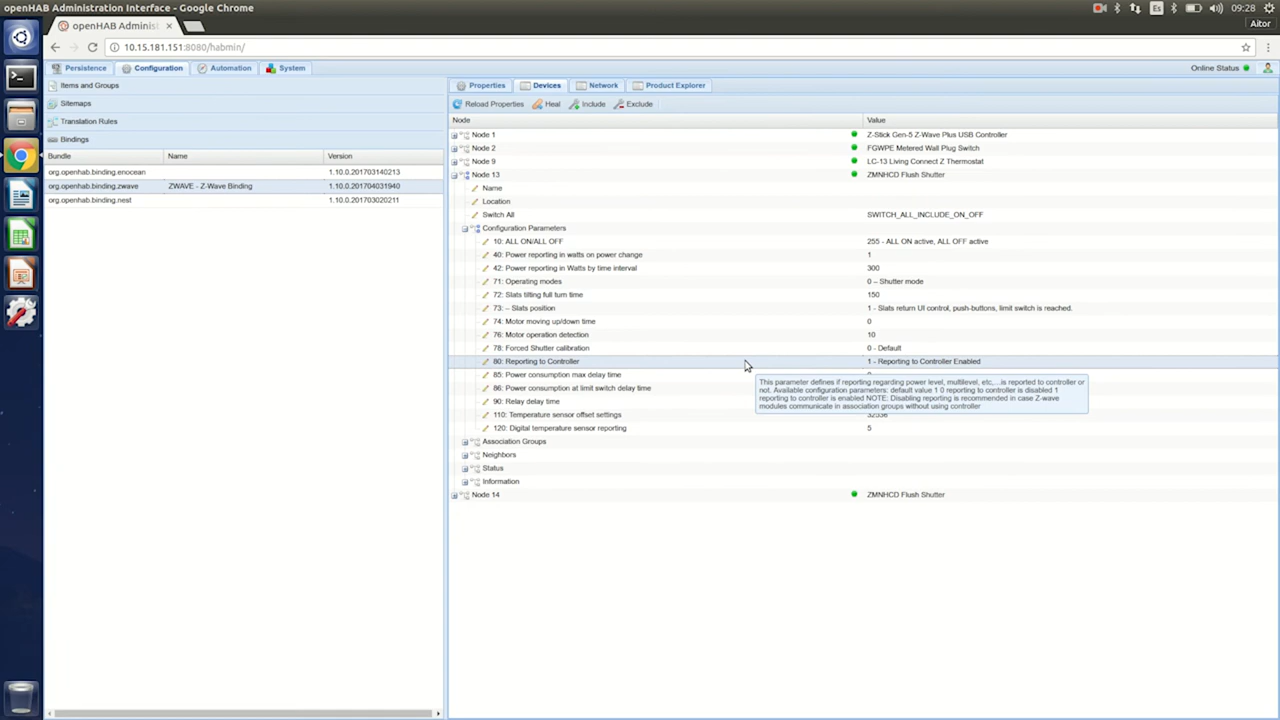 openHAB Administration Interface - Google Chrome
Es
09:28
openHAB Adminis
Aitor
10.15.181.151:8080/habmin/
Persistence Configuration Automation System Online Status
Items and Groups
Sitemaps
Translation Rules
Bindings
Bundle Name Version
org.openhab.binding.enocean 1.10.0.201703140213
org.openhab.binding.zwave ZWAVE - Z-Wave Binding 1.10.0.201704031940
org.openhab.binding.nest 1.10.0.201703020211
Properties Devices Network Product Explorer
Reload Properties Heal Include Exclude
Node Value
Node 1 Z-Stick Gen-5 Z-Wave Plus USB Controller
Node 2 FGWPE Metered Wall Plug Switch
Node 9 LC-13 Living Connect Z Thermostat
Node 13 ZMNHCD Flush Shutter
Name
Location
Switch All SWITCH_ALL_INCLUDE_ON_OFF
Configuration Parameters
10: ALL ON/ALL OFF 255 - ALL ON active, ALL OFF active
40: Power reporting in watts on power change 1
42: Power reporting in Watts by time interval 300
71: Operating modes 0 – Shutter mode
72: Slats tilting full turn time 150
73: – Slats position 1 - Slats return UI control, push-buttons, limit switch is reached.
74: Motor moving up/down time 0
76: Motor operation detection 10
78: Forced Shutter calibration 0 - Default
80: Reporting to Controller 1 - Reporting to Controller Enabled
85: Power consumption max delay time
86: Power consumption at limit switch delay time
90: Relay delay time
110: Temperature sensor offset settings
120: Digital temperature sensor reporting 5
This parameter defines if reporting regarding power level, multilevel, etc,...is reported to controller or
not. Available configuration parameters: default value 1 0 reporting to controller is disabled 1
reporting to controller is enabled NOTE: Disabling reporting is recommended in case Z-wave
modules communicate in association groups without using controller
Association Groups
Neighbors
Status
Information
Node 14 ZMNHCD Flush Shutter